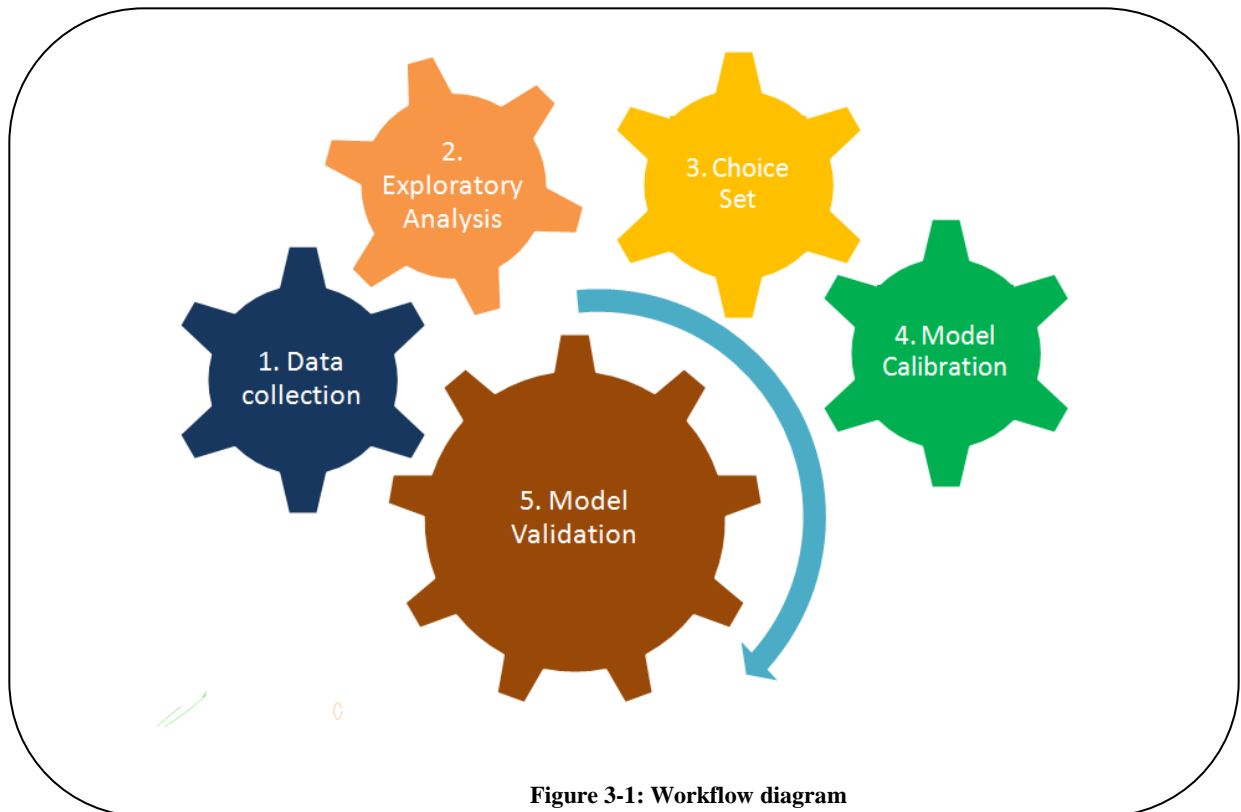 1. Data
collection
2.
Exploratory
Analysis
3. Choice
Set
4. Model
Calibration
5. Model
Validation
Figure 3-1: Workflow diagram